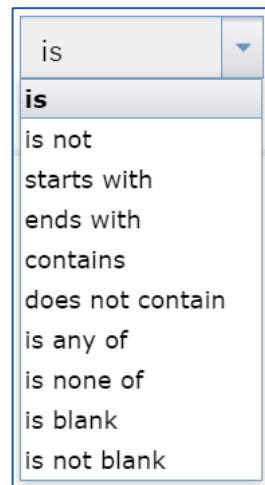 is
is
is not
starts with
ends with
contains
does not contain
is any of
is none of
is blank
is not blank